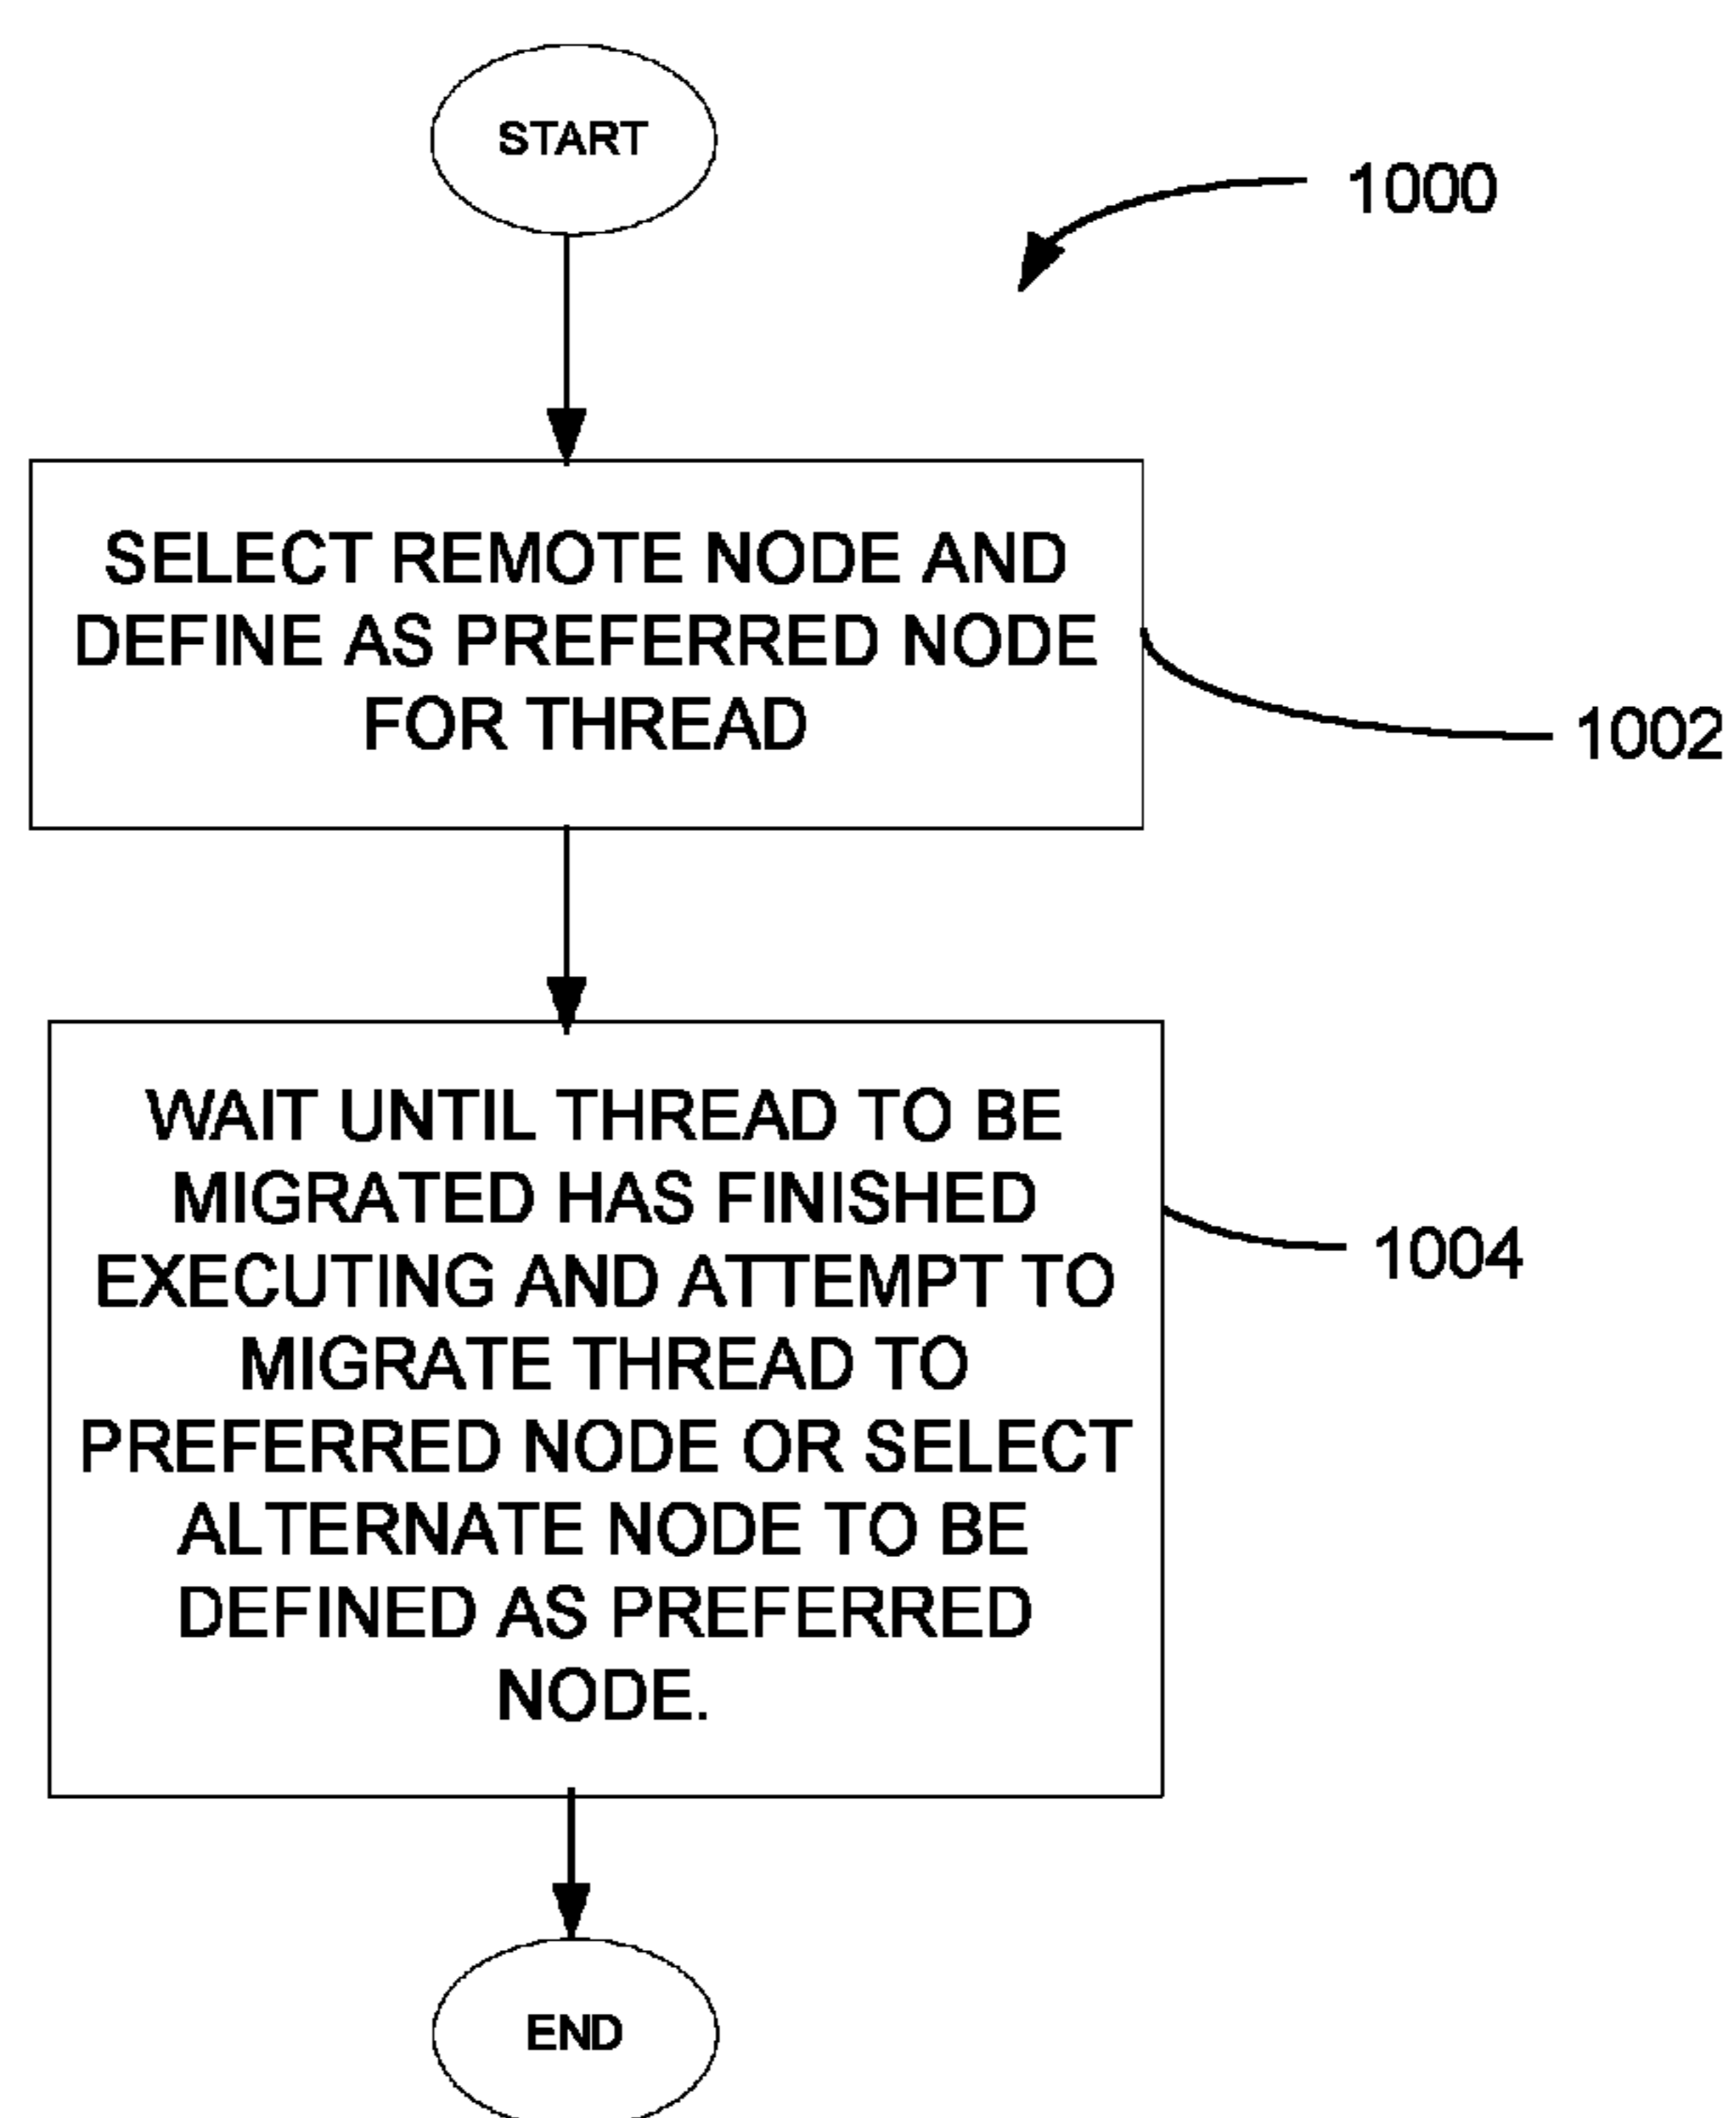 START
1000
SELECT REMOTE NODE AND
DEFINE AS PREFERRED NODE
FOR THREAD
1002
WAIT UNTIL THREAD TO BE
MIGRATED HAS FINISHED
EXECUTING AND ATTEMPT TO
MIGRATE THREAD TO
PREFERRED NODE OR SELECT
ALTERNATE NODE TO BE
DEFINED AS PREFERRED
NODE.
1004
END